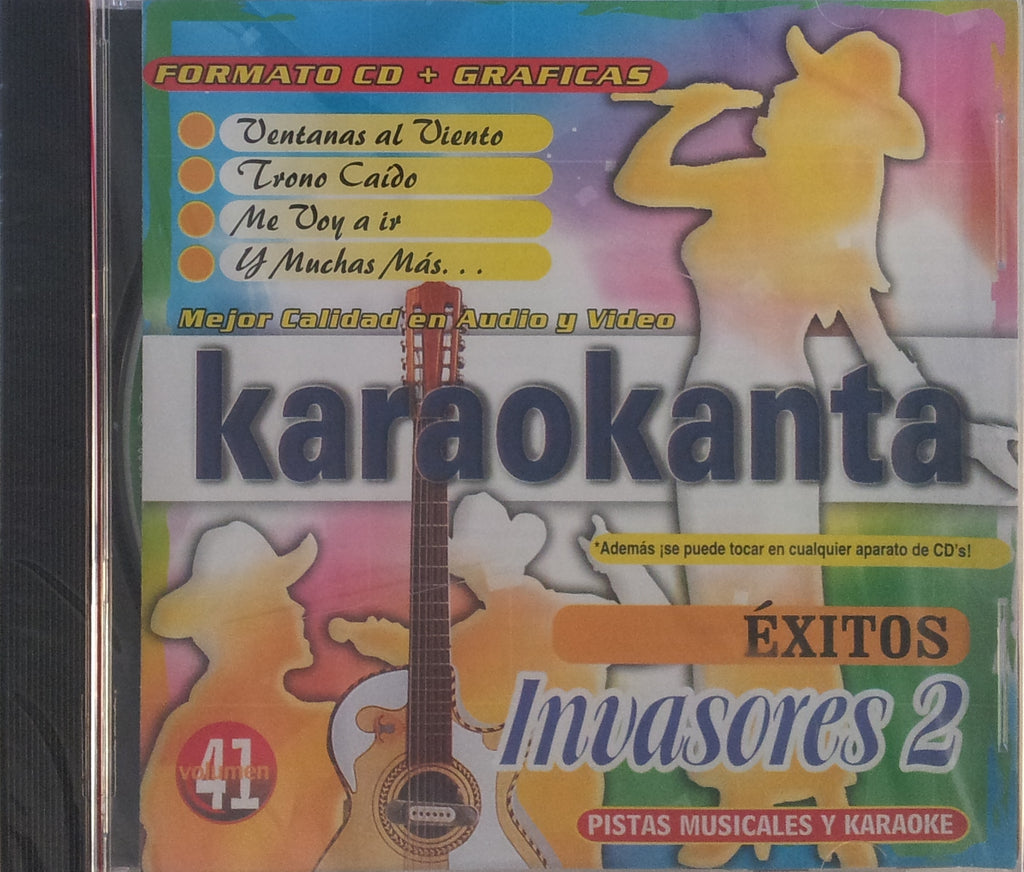 FORMATO CD + GRAFICAS
Ventanas al Viento
Trono Caído
Me Voy a ir
Y Muchas Más. . .
Mejor Calidad en Audio y Video
karaokanta
*Además ¡se puede tocar en cualquier aparato de CD's!
ÉXITOS
Invasores 2
volumen
41
PISTAS MUSICALES Y KARAOKE